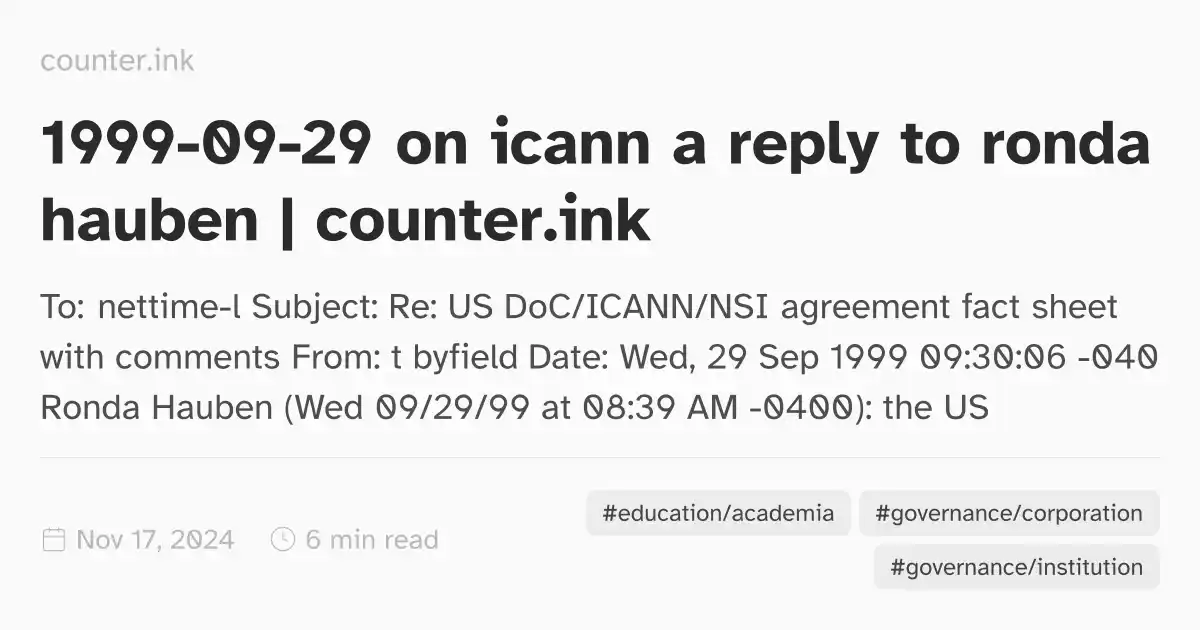 counter.ink
1999-09-29 on icann a reply to ronda
hauben | counter.ink
To: nettime-l Subject: Re: US DoC/ICANN/NSI agreement fact sheet
with comments From: t byfield Date: Wed, 29 Sep 1999 09:30:06 -040
Ronda Hauben (Wed 09/29/99 at 08:39 AM -0400): the US
Nov 17, 2024 6 min read
#education/academia #governance/corporation
#governance/institution